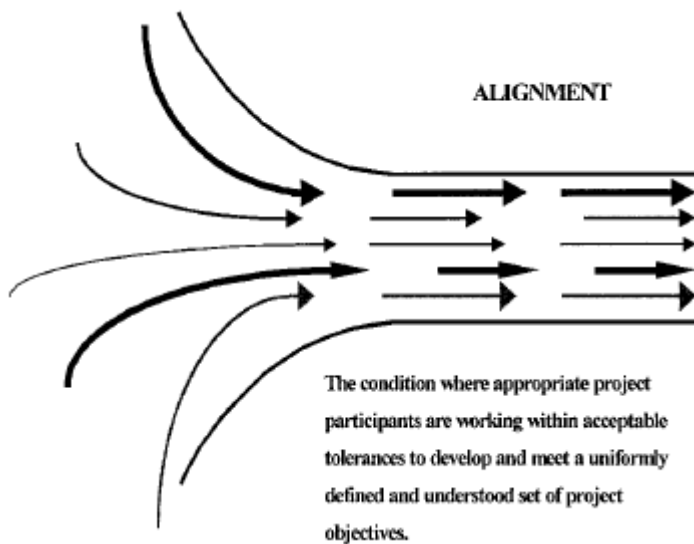 ALIGNMENT
The condition where appropriate project
participants are working within acceptable
tolerances to develop and meet a uniformly
defined and understood set of project
objectives.